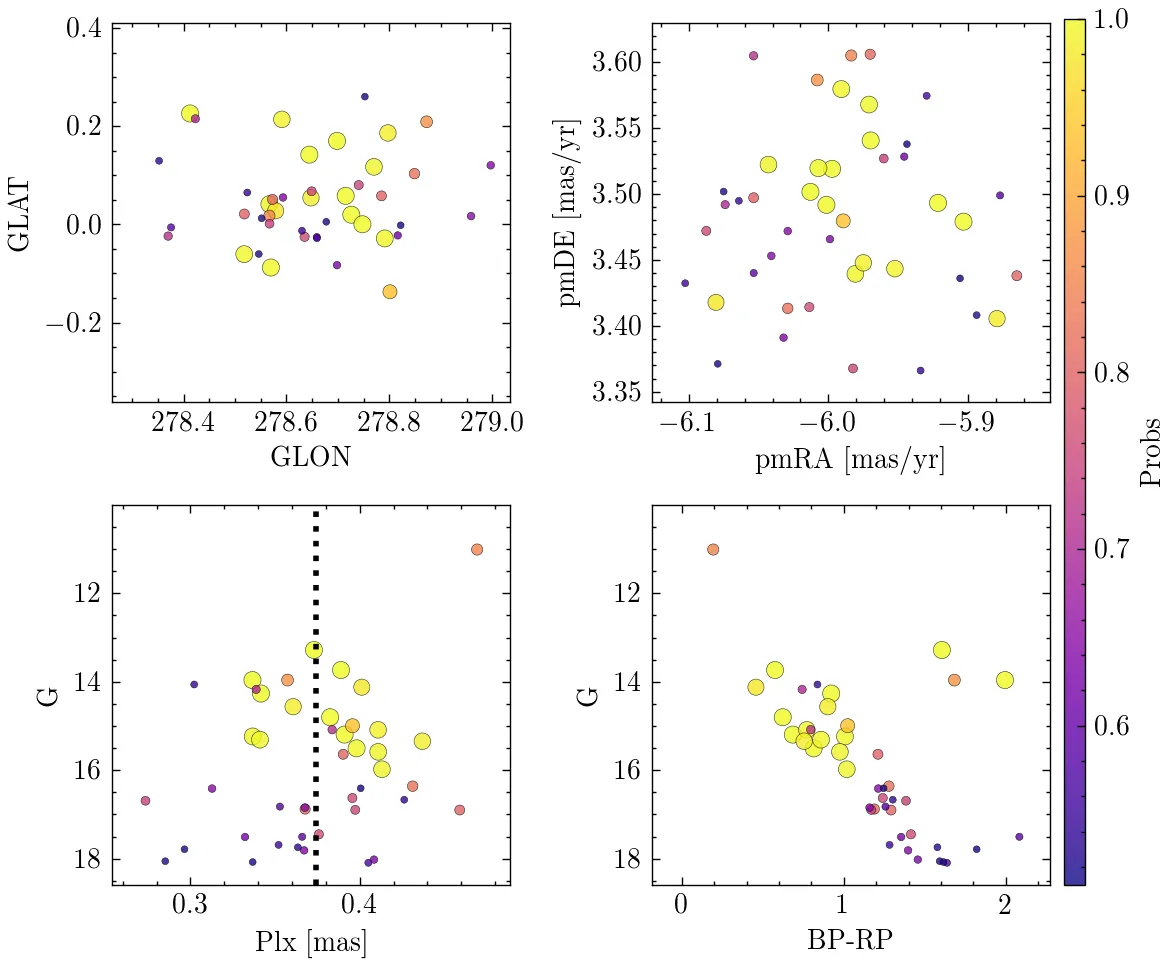 0.4
0.2
0.0
−0.2
GLAT
278.4 278.6 278.8 279.0
GLON
3.60
3.55
3.50
3.45
3.40
3.35
pmDE [mas/yr]
−6.1 −6.0 −5.9
pmRA [mas/yr]
12
14
16
18
G
0.3 0.4
Plx [mas]
12
14
16
18
G
0 1 2
BP-RP
1.0
0.9
0.8
0.7
0.6
Probs